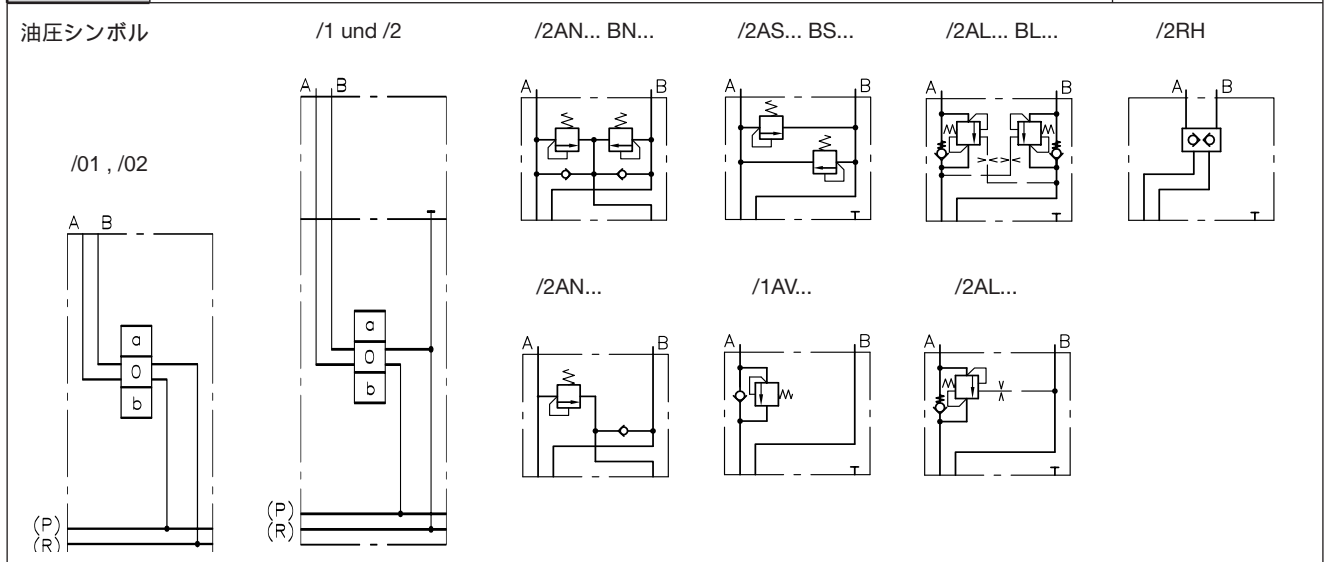 油圧シンボル
/1 und /2
/2AN... BN...
/2AS... BS...
/2AL... BL...
/2RH
A B
A B
A B
A B
A B
/01 , /02
A B
a
0
b
(P)
(R)
a
0
b
(P)
(R)
/2AN...
/1AV...
/2AL...
A B
A B
A B